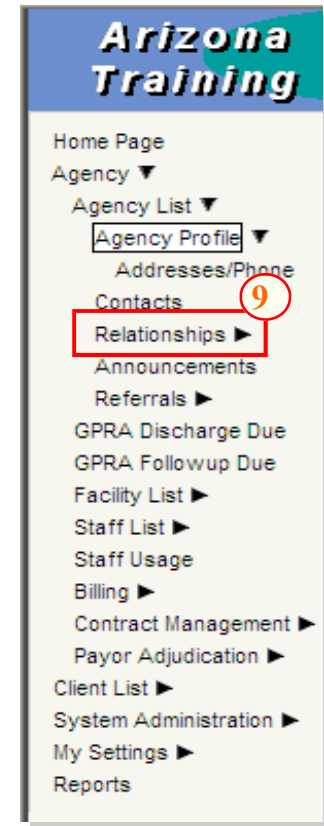 Arizona
Training
Home Page
Agency ▼
Agency List ▼
Agency Profile ▼
Addresses/Phone
Contacts
9
Relationships ►
Announcements
Referrals ►
GPRA Discharge Due
GPRA Followup Due
Facility List ►
Staff List ►
Staff Usage
Billing ►
Contract Management ►
Payor Adjudication ►
Client List ►
System Administration ►
My Settings ►
Reports